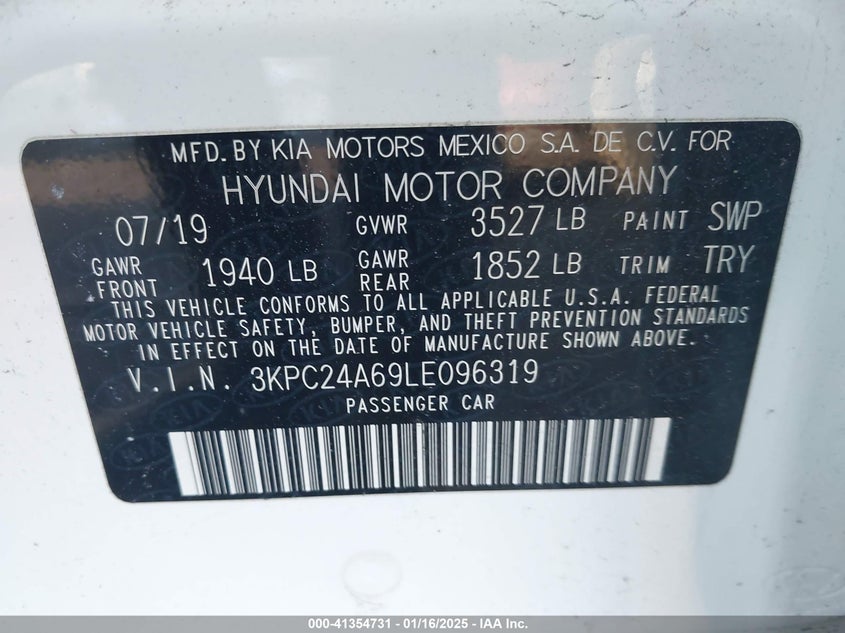 MFD. BY KIA MOTORS MEXICO S.A. DE C.V. FOR
HYUNDAI MOTOR COMPANY
07/19 GVWR 3527 LB PAINT SWP
GAWR FRONT 1940 LB GAWR REAR 1852 LB TRIM TRY
THIS VEHICLE CONFORMS TO ALL APPLICABLE U.S.A. FEDERAL
MOTOR VEHICLE SAFETY, BUMPER, AND THEFT PREVENTION STANDARDS
IN EFFECT ON THE DATE OF MANUFACTURE SHOWN ABOVE.
V.I.N. 3KPC24A69LE096319
PASSENGER CAR
000-41354731 - 01/16/2025 - IAA Inc.